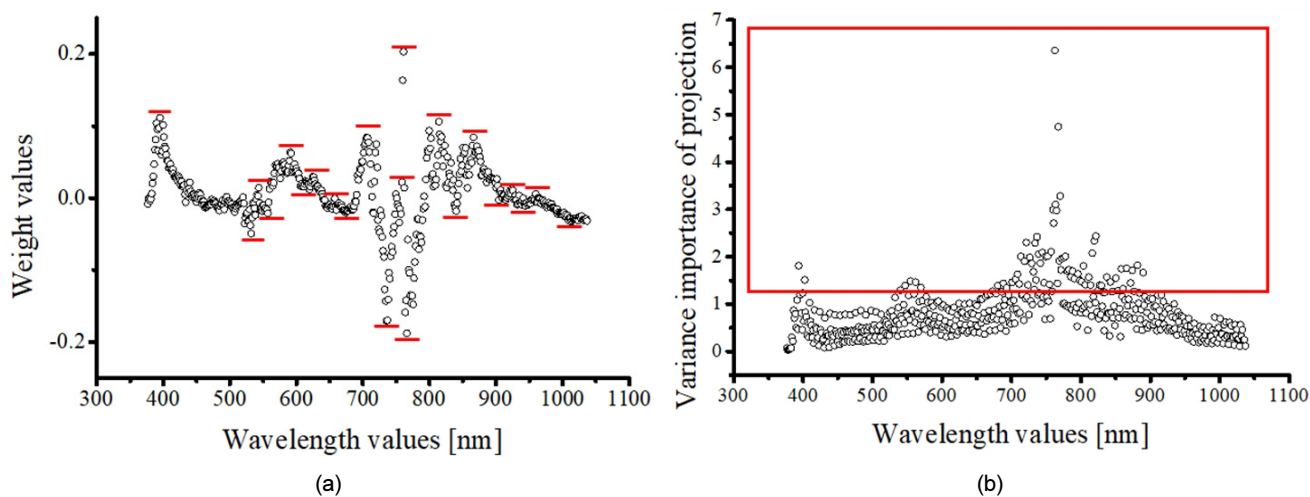 Weight values
0.2
0.0
-0.2
300 400 500 600 700 800 900 1000 1100
Wavelength values [nm]
(a)
Variance importance of projection
7
6
5
4
3
2
1
0
300 400 500 600 700 800 900 1000 1100
Wavelength values [nm]
(b)